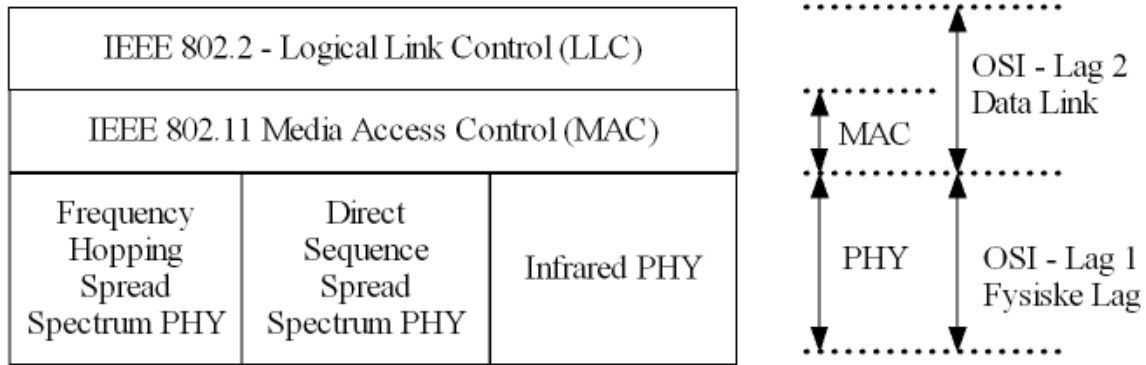 IEEE 802.2 - Logical Link Control (LLC)
IEEE 802.11 Media Access Control (MAC)
Frequency
Hopping
Spread
Spectrum PHY
Direct
Sequence
Spread
Spectrum PHY
Infrared PHY
OSI - Lag 2
Data Link
MAC
PHY
OSI - Lag 1
Fysiske Lag